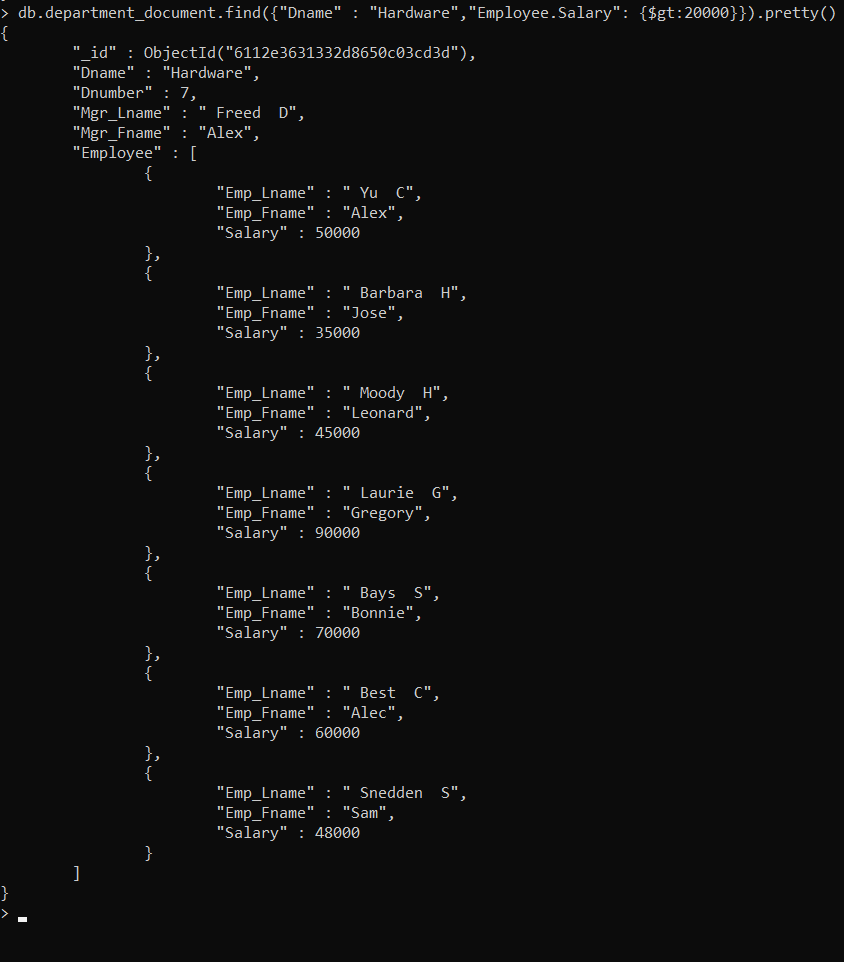 > db.department_document.find({"Dname" : "Hardware","Employee.Salary": {$gt:20000}}).pretty()
{
        "_id" : ObjectId("6112e3631332d8650c03cd3d"),
        "Dname" : "Hardware",
        "Dnumber" : 7,
        "Mgr_Lname" : " Freed  D",
        "Mgr_Fname" : "Alex",
        "Employee" : [
                {
                        "Emp_Lname" : " Yu  C",
                        "Emp_Fname" : "Alex",
                        "Salary" : 50000
                },
                {
                        "Emp_Lname" : " Barbara  H",
                        "Emp_Fname" : "Jose",
                        "Salary" : 35000
                },
                {
                        "Emp_Lname" : " Moody  H",
                        "Emp_Fname" : "Leonard",
                        "Salary" : 45000
                },
                {
                        "Emp_Lname" : " Laurie  G",
                        "Emp_Fname" : "Gregory",
                        "Salary" : 90000
                },
                {
                        "Emp_Lname" : " Bays  S",
                        "Emp_Fname" : "Bonnie",
                        "Salary" : 70000
                },
                {
                        "Emp_Lname" : " Best  C",
                        "Emp_Fname" : "Alec",
                        "Salary" : 60000
                },
                {
                        "Emp_Lname" : " Snedden  S",
                        "Emp_Fname" : "Sam",
                        "Salary" : 48000
                }
        ]
}
>